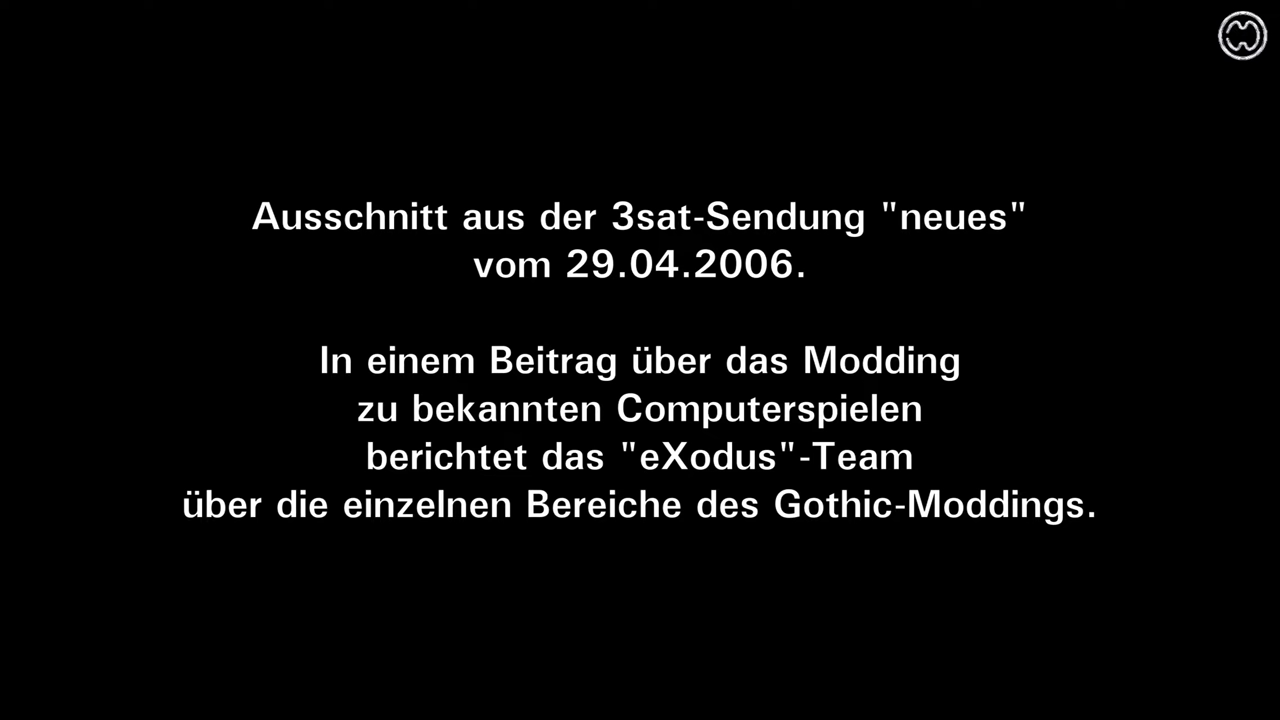 Ausschnitt aus der 3sat-Sendung "neues"
vom 29.04.2006.
In einem Beitrag über das Modding
zu bekannten Computerspielen
berichtet das "eXodus"-Team
über die einzelnen Bereiche des Gothic-Moddings.